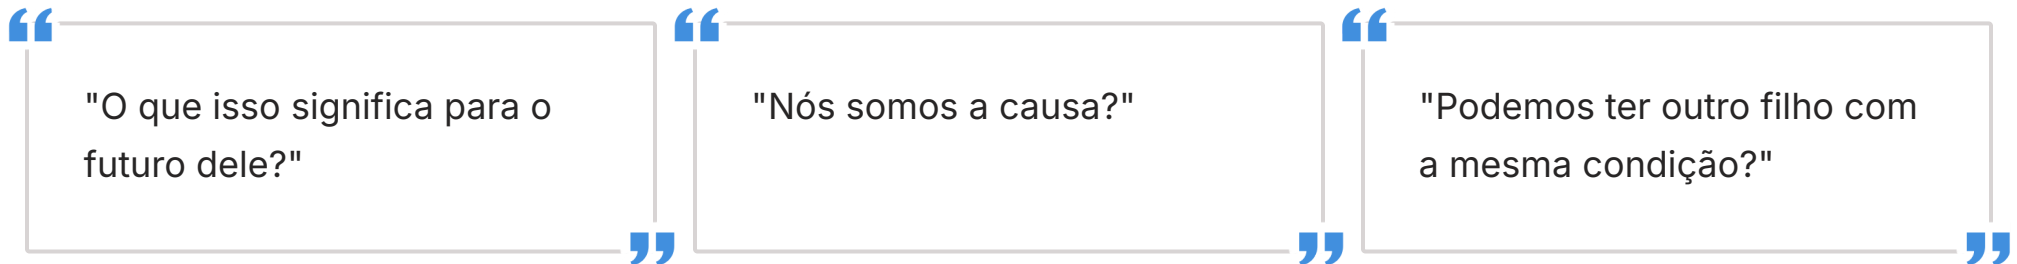 "O que isso significa para o
futuro dele?"
"Nós somos a causa?"
"Podemos ter outro filho com
a mesma condição?"